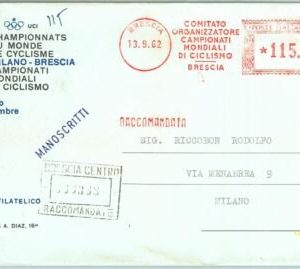 115
UCI
CHAMPIONNATS
DU MONDE
DE CYCLISME
MILANO - BRESCIA
CAMPIONATI
MONDIALI
DI CICLISMO
BRESCIA
13.9.62
COMITATO
ORGANIZZATORE
CAMPIONATI
MONDIALI
DI CICLISMO
BRESCIA
*115
MANOSCRITTI
RACCOMANDATA
SIG. RICCOBON RODOLFO
VIA MENABREA 9
MILANO
BRESCIA CENTRO
RACCOMANDATE
FILATELICO
A. DIAZ,